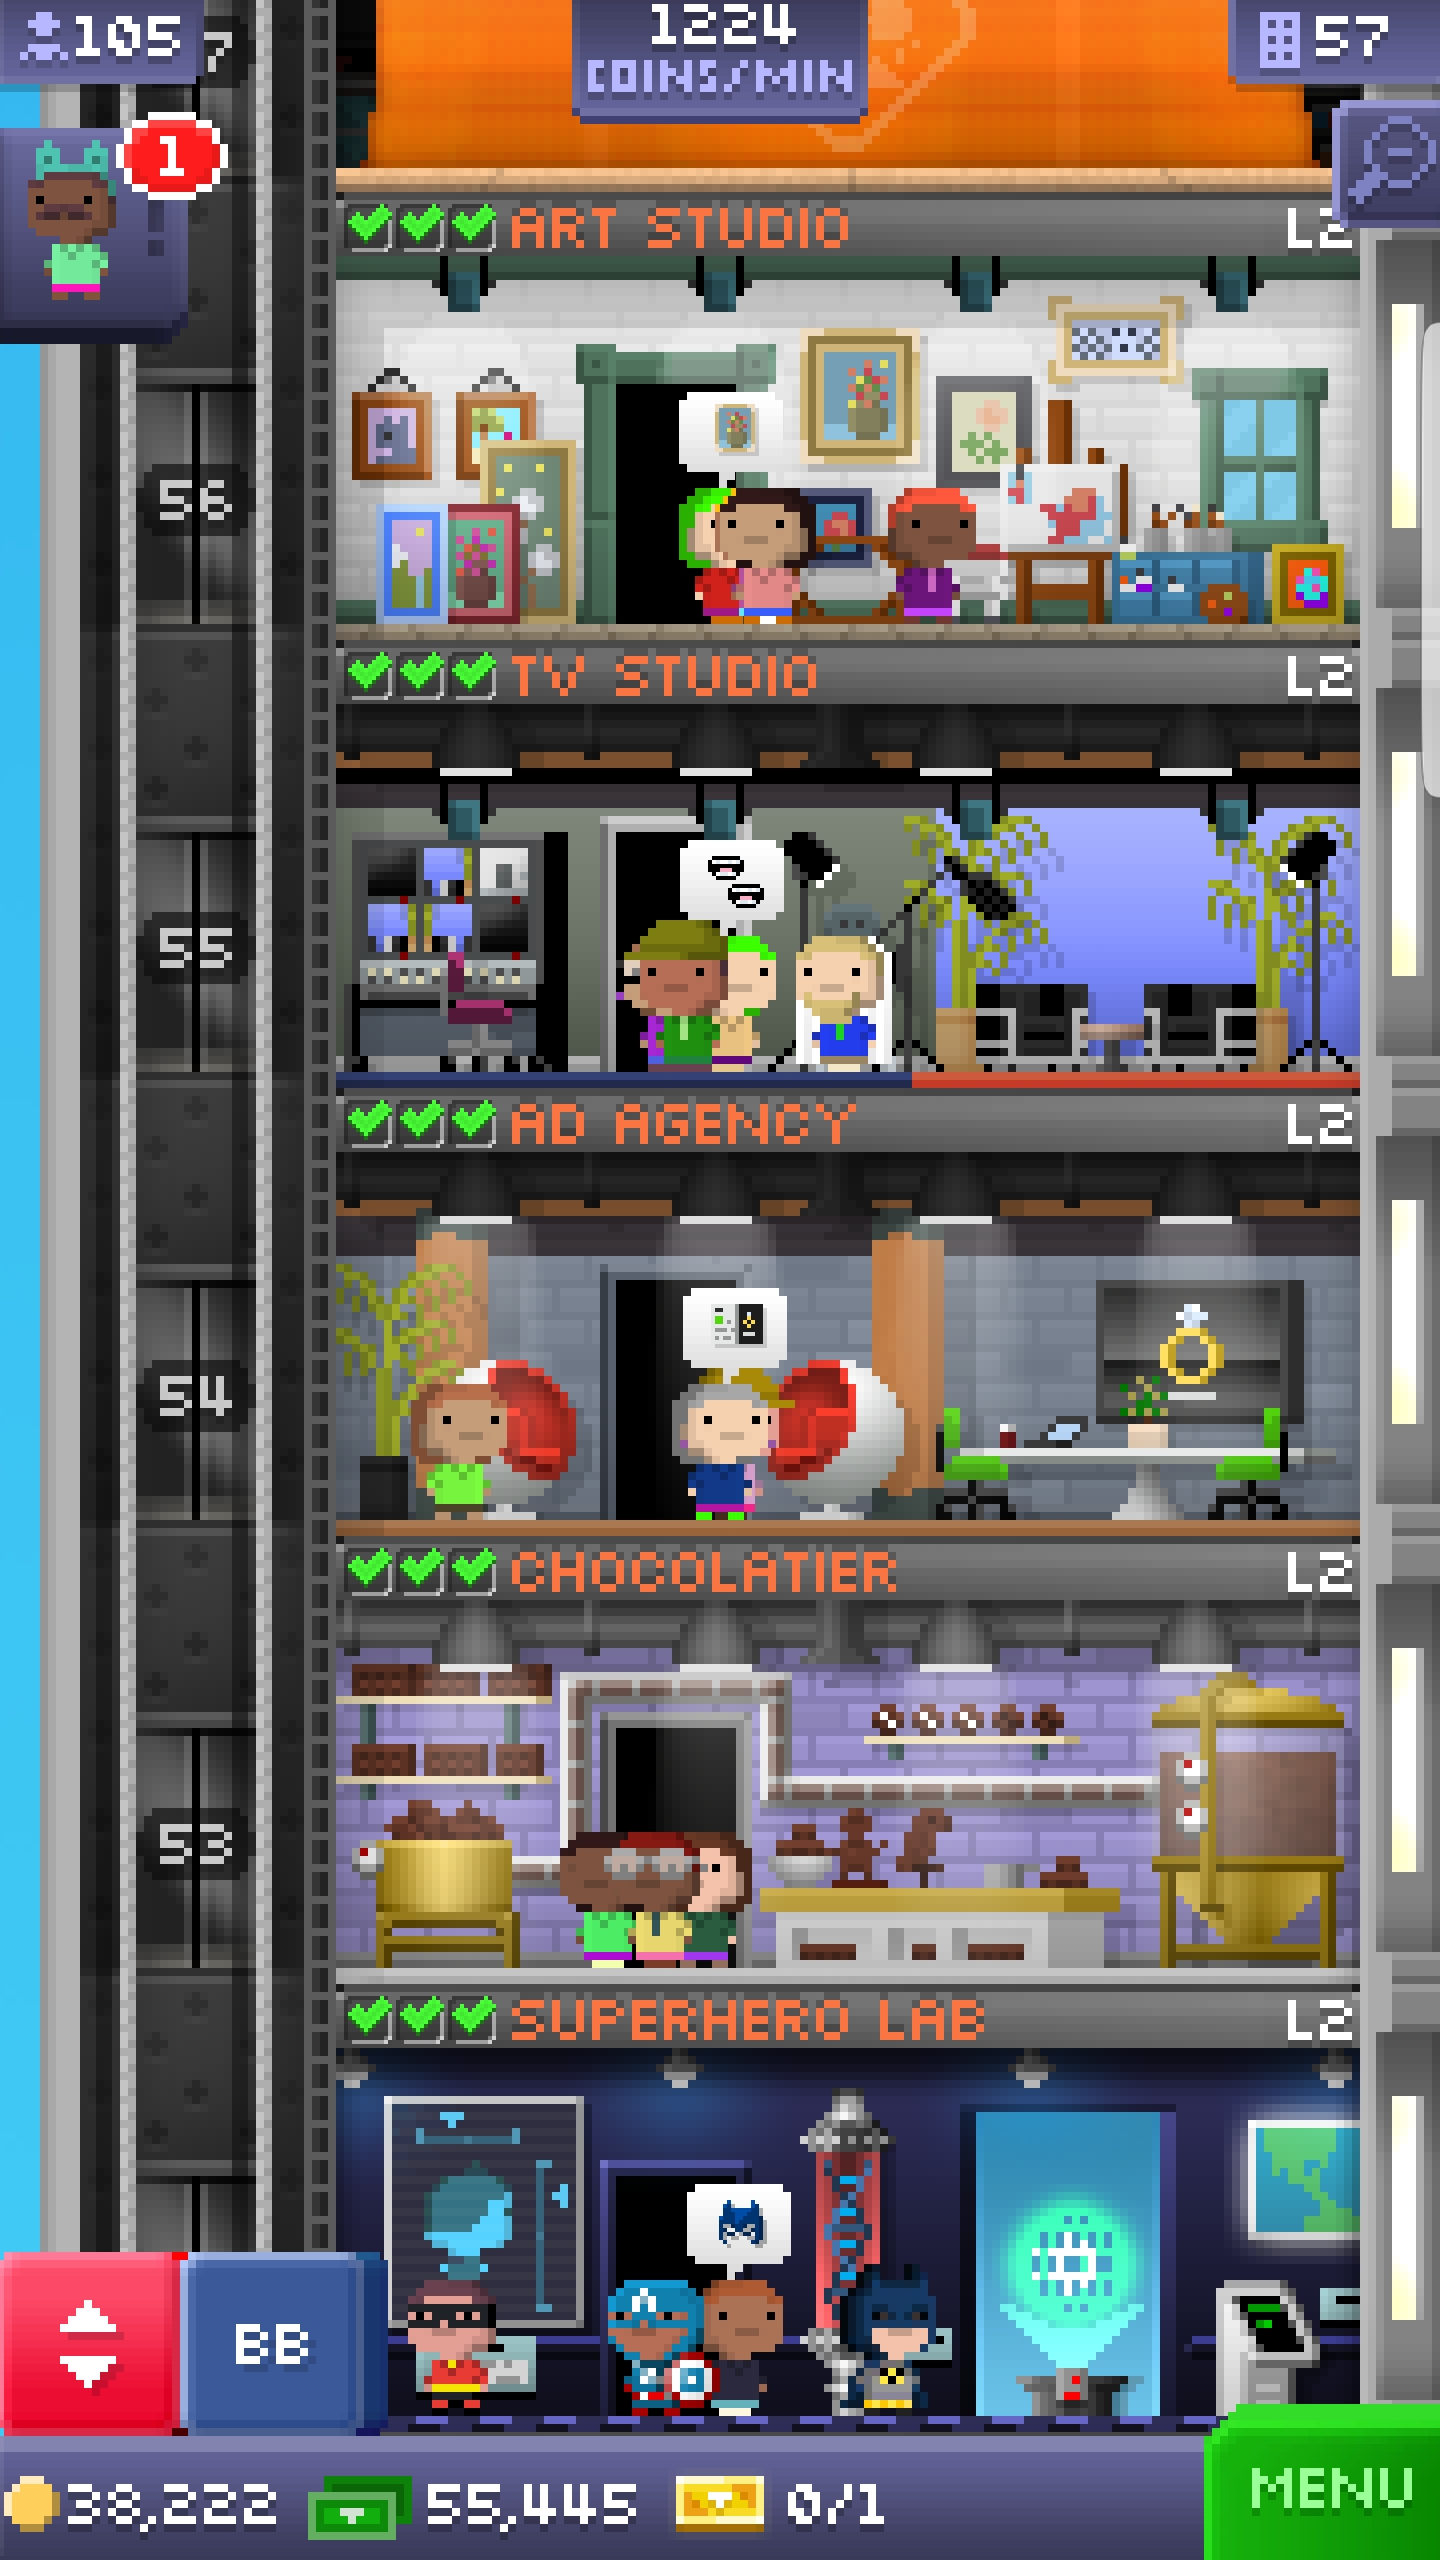 105
7
1224
COINS/MIN
57
1
ART STUDIO L2
56
TV STUDIO L2
55
AD AGENCY L2
54
CHOCOLATIER L2
53
SUPERHERO LAB L2
BB
38,222 55,445 0/1
MENU